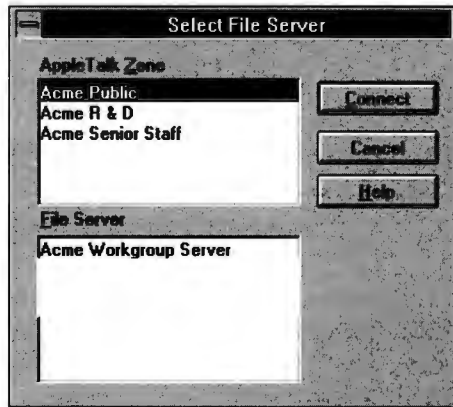 Select File Server
AppleTalk Zone
Acme Public
Acme R & D
Acme Senior Staff
Connect
Cancel
Help
File Server
Acme Workgroup Server